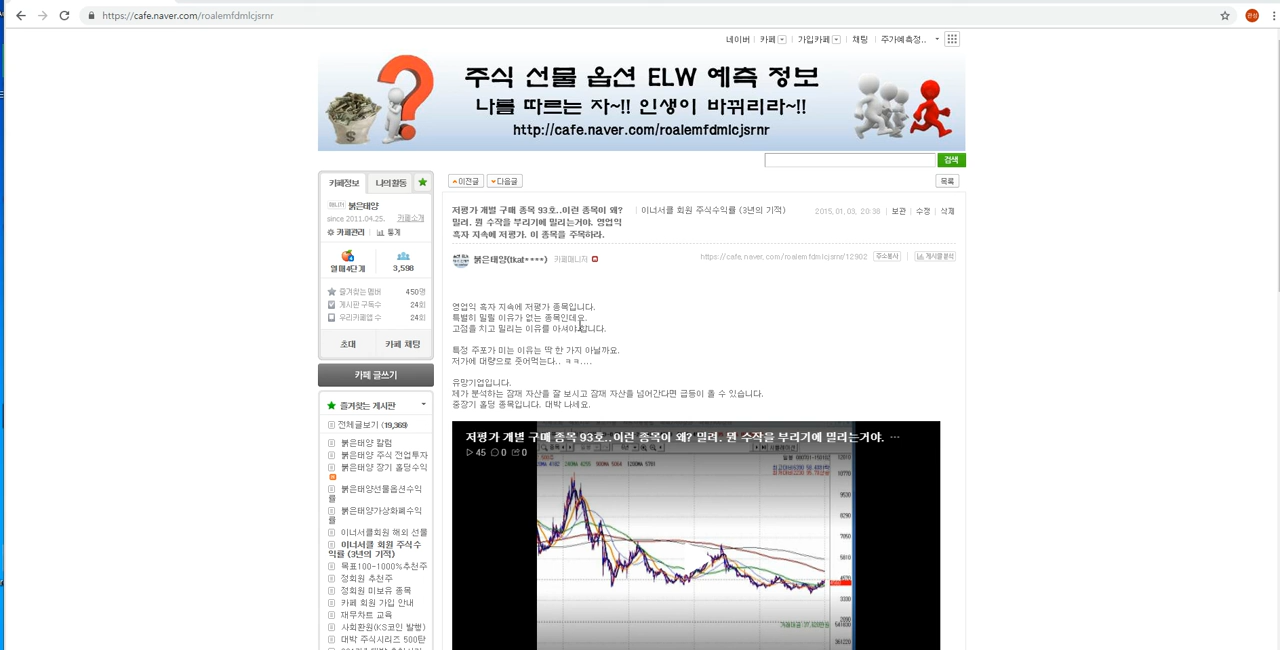 https://cafe.naver.com/roalemfdmlcjsrnr
네이버 카페 가입카페 채팅 주가예측정..
주식 선물 옵션 ELW 예측 정보
나를 따르는 자~!! 인생이 바뀌리라~!!
http://cafe.naver.com/roalemfdmlcjsrnr
검색
카페정보 나의활동
매니저 붉은태양
since 2011.04.25. 카페소개
카페관리 통계
열매4단계 3,598
즐겨찾는 멤버 450명
게시판 구독수 24회
우리카페앱 수 24회
초대 카페 채팅
카페 글쓰기
즐겨찾는 게시판
전체글보기 (19,369)
붉은태양 칼럼
붉은태양 주식 전업투자
붉은태양 장기 홀딩수익
붉은태양선물옵션수익
률
붉은태양가상화폐수익
률
이너서클회원 해외 선물
이너서클 회원 주식수
익률 (3년의 기적)
목표100-1000%추천주
정회원 추천주
정회원 미보유 종목
카페 회원 가입 안내
재무차트 교육
사회환원(KS코인 발행)
대박 주식시리즈 500탄
이전글 다음글 목록
저평가 개별 구매 종목 93호..이런 종목이 왜?
밀려. 뭔 수작을 부리기에 밀리는거야. 영업익
흑자 지속에 저평가. 이 종목을 주목하라.
이너서클 회원 주식수익률 (3년의 기적)
2015.01.03. 20:38 보관 수정 삭제
붉은태양(tkat****) 카페매니저
https://cafe.naver.com/roalemfdmlcjsrnr/12902 주소복사 게시물 분석
영업익 흑자 지속에 저평가 종목입니다.
특별히 밀릴 이유가 없는 종목인데요.
고점을 치고 밀리는 이유를 아셔야 합니다.
특정 주포가 미는 이유는 딱 한 가지 아닐까요.
저가에 대량으로 줏어먹는다.. ㅋㅋ....
유망기업입니다.
제가 분석하는 잠재 자산을 잘 보시고 잠재 자산을 넘어간다면 급등이 올 수 있습니다.
중장기 홀딩 종목입니다. 대박 나세요.
저평가 개별 구매 종목 93호..이런 종목이 왜? 밀려. 뭔 수작을 부리기에 밀리는거야. ...
45 0 0